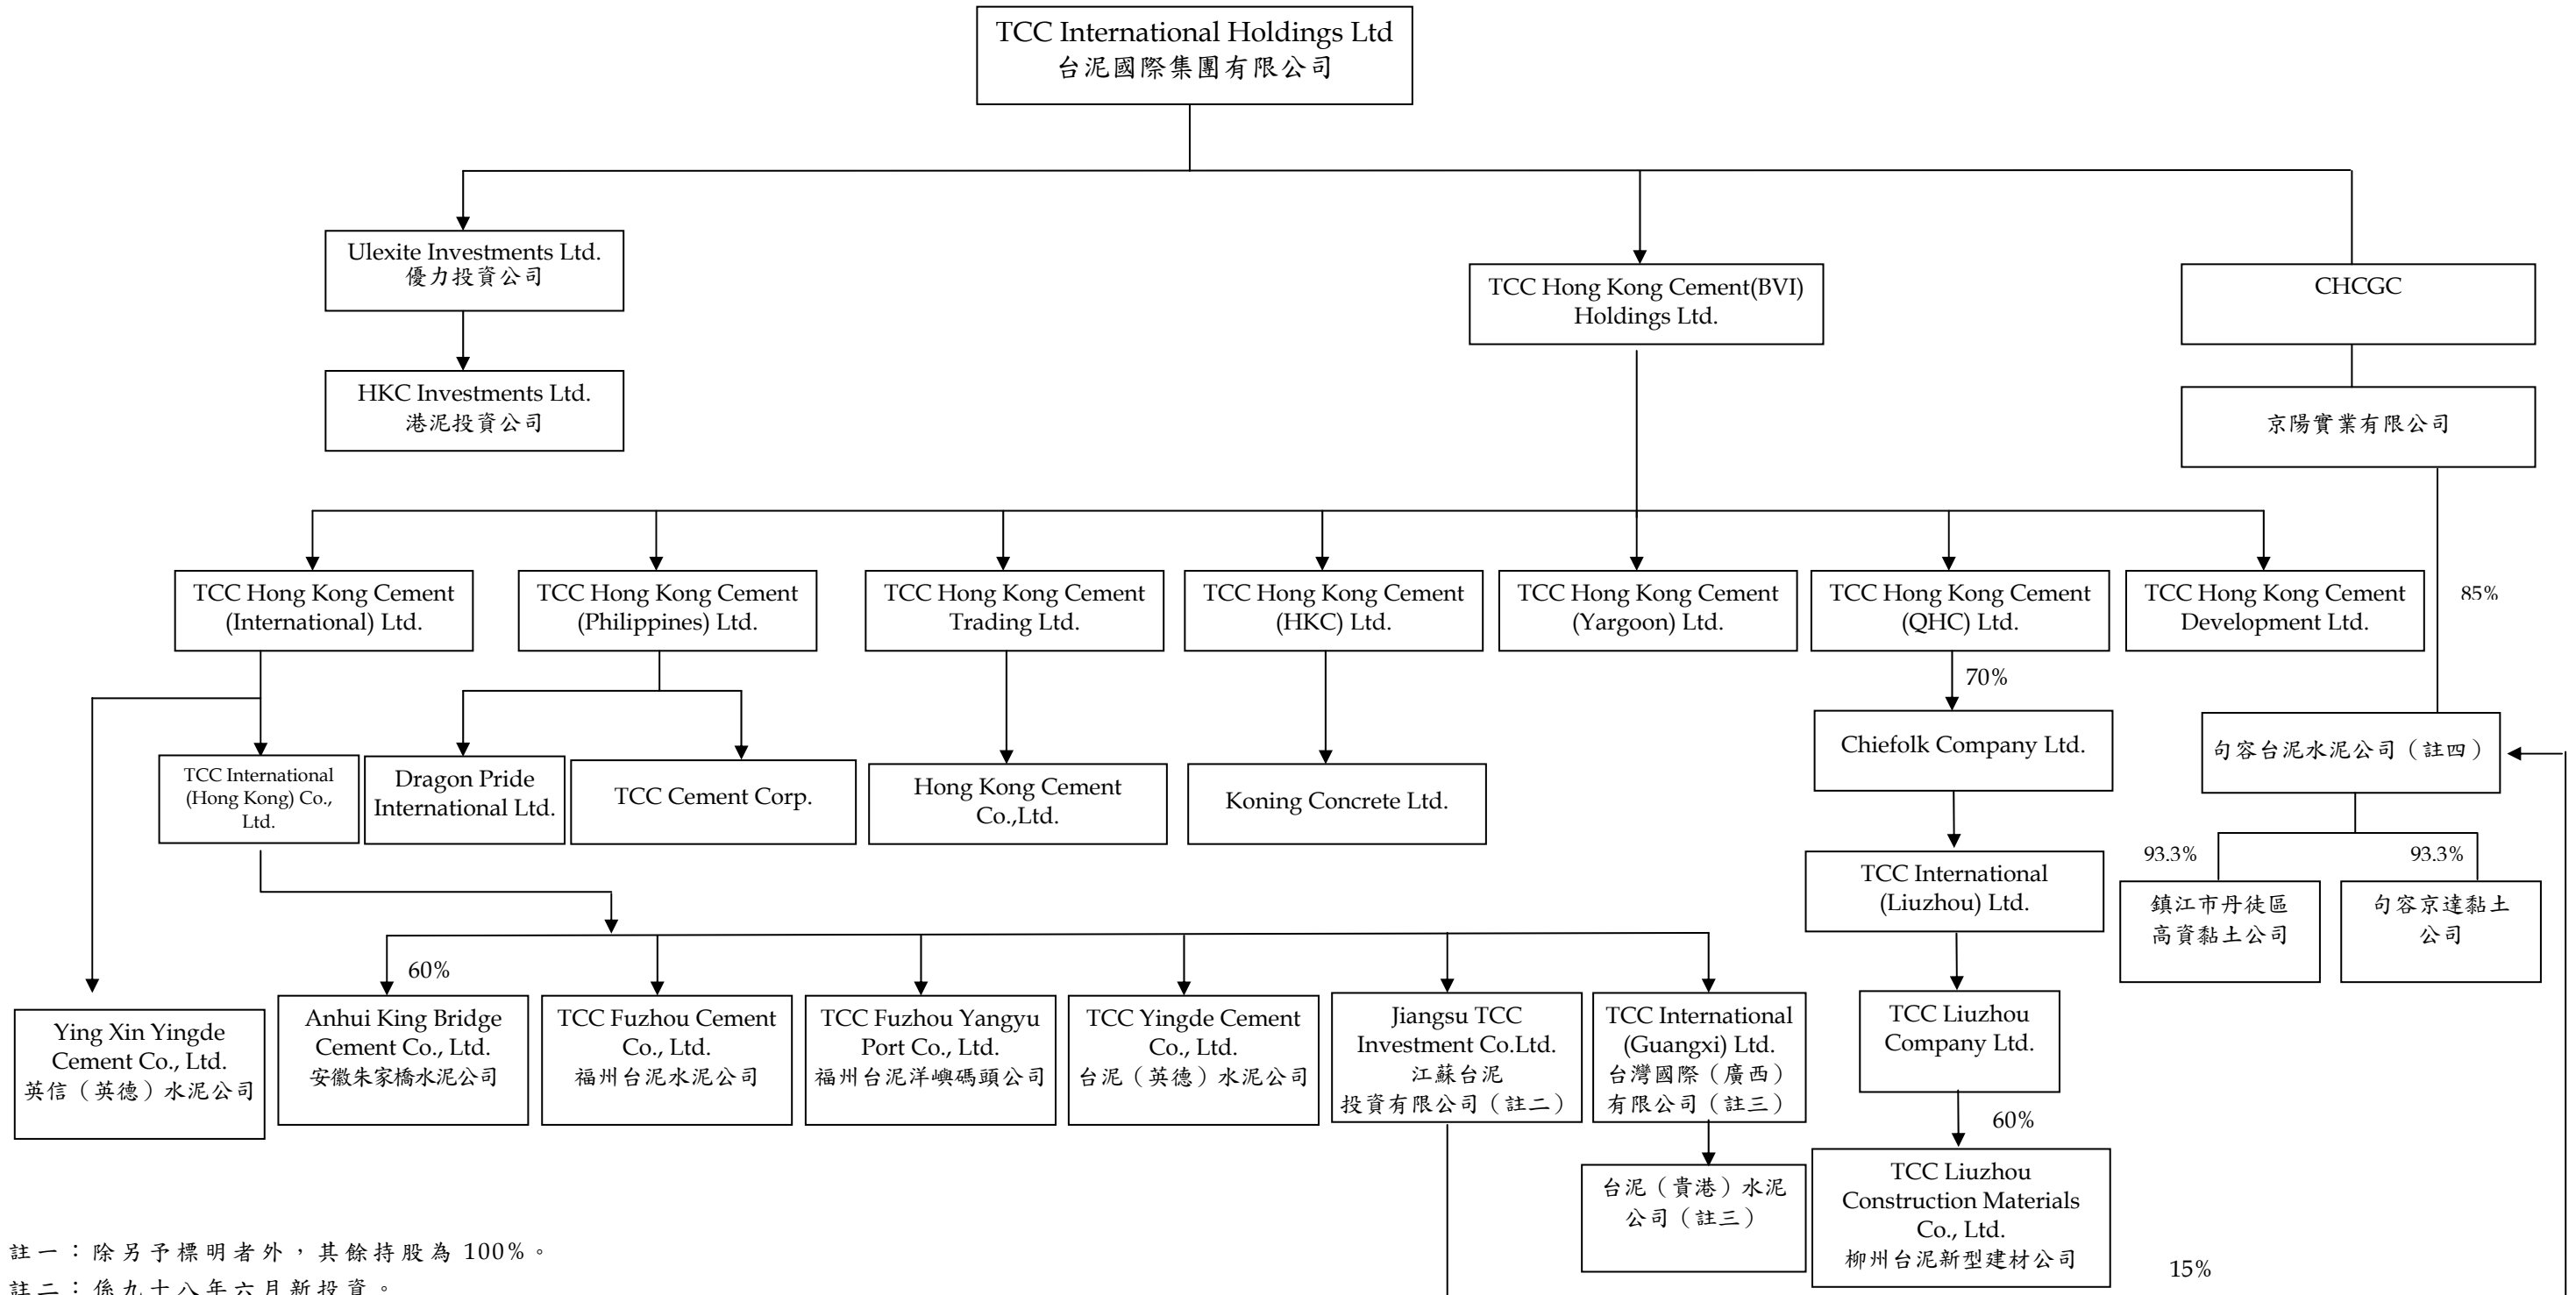 TCC International Holdings Ltd
台泥國際集團有限公司
Ulexite Investments Ltd.
優力投資公司
TCC Hong Kong Cement(BVI)
Holdings Ltd.
CHCGC
HKC Investments Ltd.
港泥投資公司
京陽實業有限公司
TCC Hong Kong Cement
(International) Ltd.
TCC Hong Kong Cement
(Philippines) Ltd.
TCC Hong Kong Cement
Trading Ltd.
TCC Hong Kong Cement
(HKC) Ltd.
TCC Hong Kong Cement
(Yargoon) Ltd.
TCC Hong Kong Cement
(QHC) Ltd.
TCC Hong Kong Cement
Development Ltd.
85%
70%
TCC International
(Hong Kong) Co.,
Ltd.
Dragon Pride
International Ltd.
TCC Cement Corp.
Hong Kong Cement
Co.,Ltd.
Koning Concrete Ltd.
Chiefolk Company Ltd.
句容台泥水泥公司（註四）
TCC International
(Liuzhou) Ltd.
93.3%
93.3%
鎮江市丹徒區
高資黏土公司
句容京達黏土
公司
60%
Ying Xin Yingde
Cement Co., Ltd.
英信（英德）水泥公司
Anhui King Bridge
Cement Co., Ltd.
安徽朱家橋水泥公司
TCC Fuzhou Cement
Co., Ltd.
福州台泥水泥公司
TCC Fuzhou Yangyu
Port Co., Ltd.
福州台泥洋嶼碼頭公司
TCC Yingde Cement
Co., Ltd.
台泥（英德）水泥公司
Jiangsu TCC
Investment Co.Ltd.
江蘇台泥
投資有限公司（註二）
TCC International
(Guangxi) Ltd.
台灣國際（廣西）
有限公司（註三）
TCC Liuzhou
Company Ltd.
60%
台泥（貴港）水泥
公司（註三）
TCC Liuzhou
Construction Materials
Co., Ltd.
柳州台泥新型建材公司
15%
註一：除另予標明者外，其餘持股為 100%。
註二：係九十八年六月新投資。